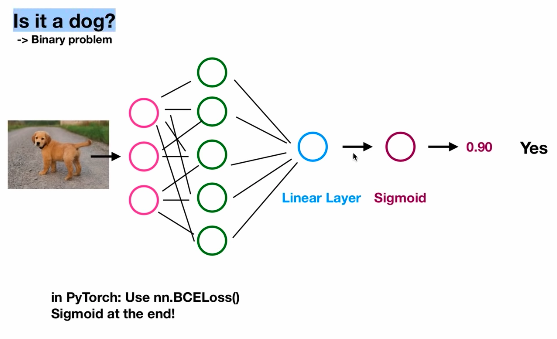 Is it a dog?
-> Binary problem
0.90
Yes
Linear Layer
Sigmoid
in PyTorch: Use nn.BCELoss()
Sigmoid at the end!